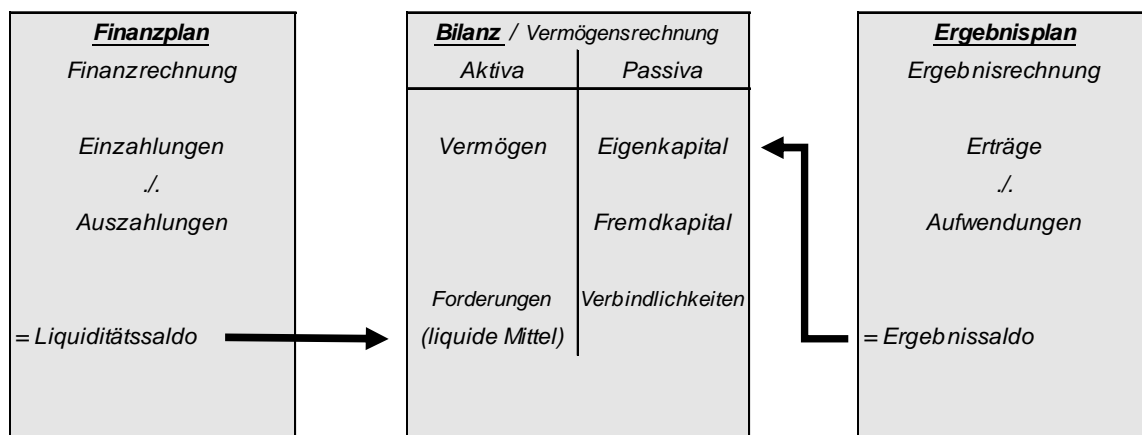 Finanzplan
Finanzrechnung
Einzahlungen
./.
Auszahlungen
= Liquiditätssaldo
Bilanz / Vermögensrechnung
Aktiva Passiva
Vermögen Eigenkapital
Fremdkapital
Forderungen Verbindlichkeiten
(liquide Mittel)
Ergebnisplan
Ergebnisrechnung
Erträge
./.
Aufwendungen
= Ergebnissaldo